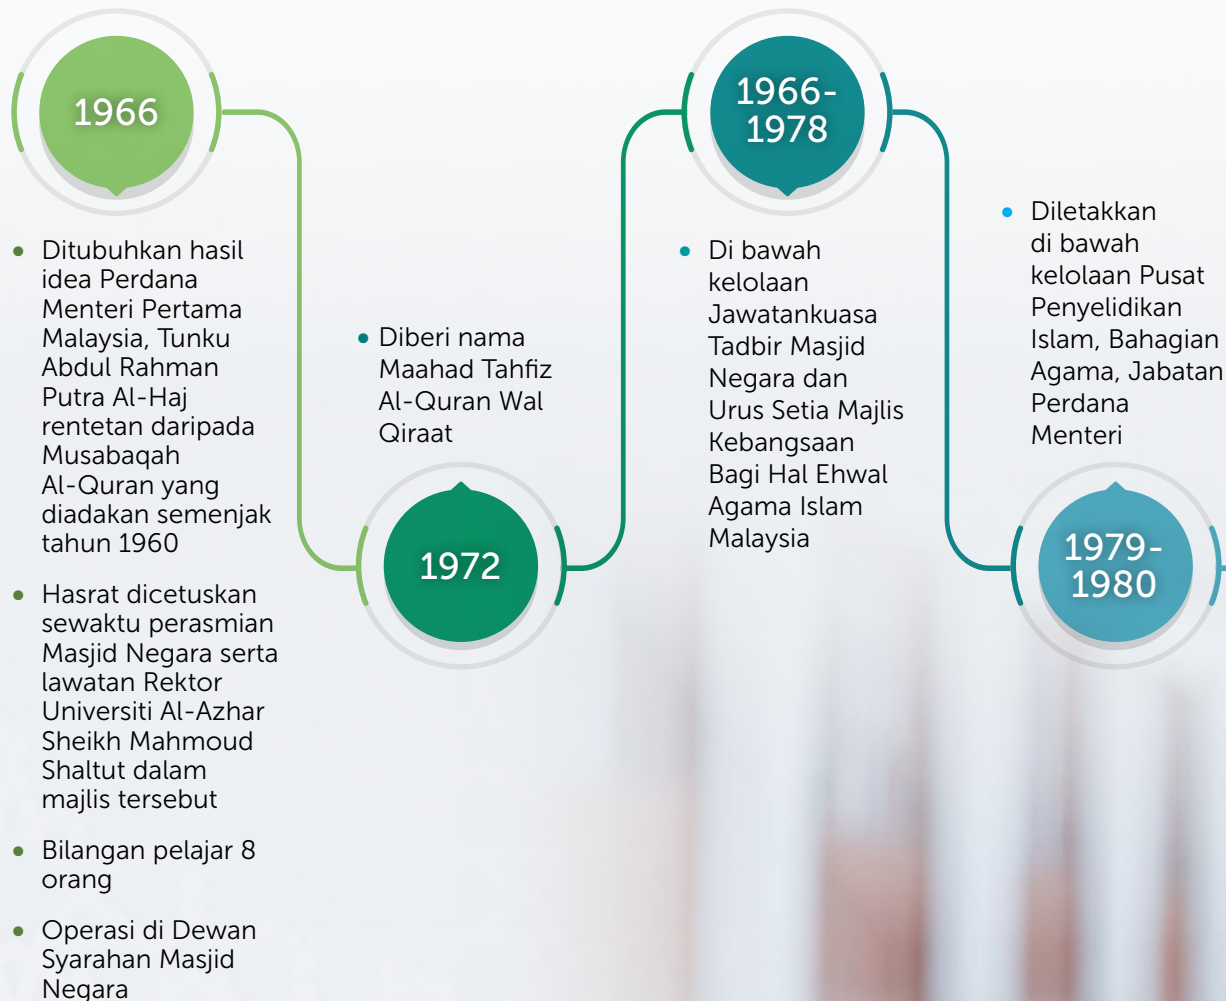 1966
Ditubuhkan hasil
idea Perdana
Menteri Pertama
Malaysia, Tunku
Abdul Rahman
Putra Al-Haj
rentetan daripada
Musabaqah
Al-Quran yang
diadakan semenjak
tahun 1960
Hasrat dicetuskan
sewaktu perasmian
Masjid Negara serta
lawatan Rektor
Universiti Al-Azhar
Sheikh Mahmoud
Shaltut dalam
majlis tersebut
Bilangan pelajar 8
orang
Operasi di Dewan
Syarahan Masjid
Negara
Diberi nama
Maahad Tahfiz
Al-Quran Wal
Qiraat
1972
1966-
1978
Di bawah
kelolaan
Jawatankuasa
Tadbir Masjid
Negara dan
Urus Setia Majlis
Kebangsaan
Bagi Hal Ehwal
Agama Islam
Malaysia
Diletakkan
di bawah
kelolaan Pusat
Penyelidikan
Islam, Bahagian
Agama, Jabatan
Perdana
Menteri
1979-
1980